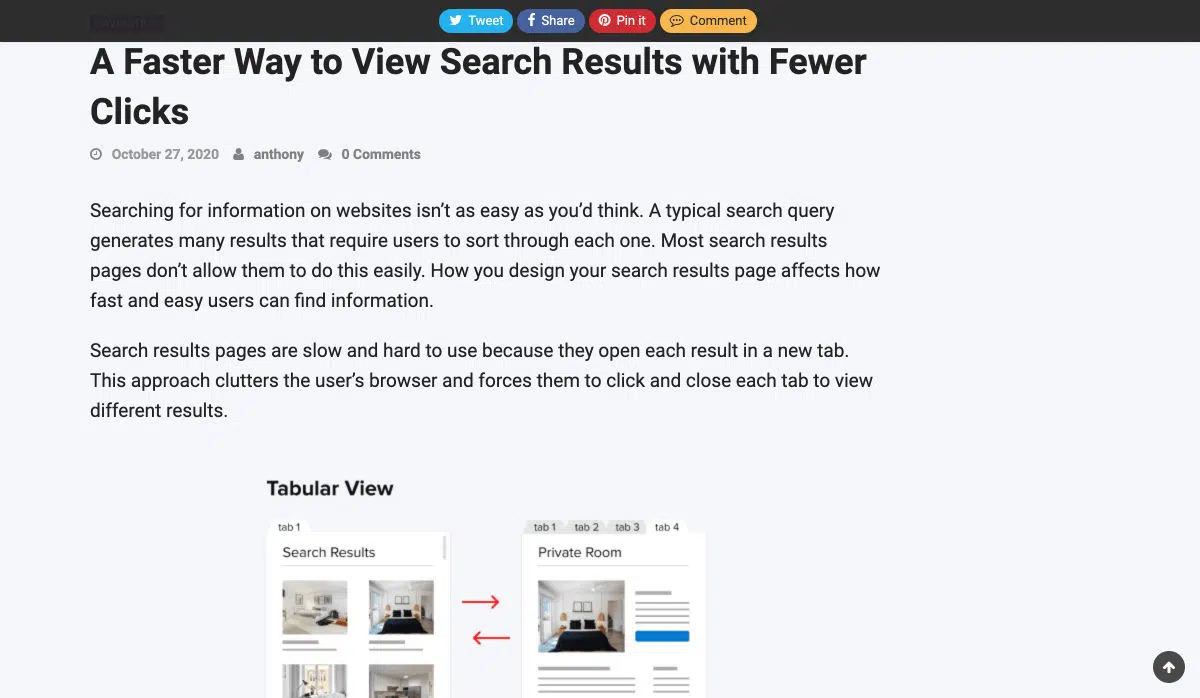 Tweet Share Pin it Comment
A Faster Way to View Search Results with Fewer
Clicks
October 27, 2020 anthony 0 Comments
Searching for information on websites isn’t as easy as you’d think. A typical search query
generates many results that require users to sort through each one. Most search results
pages don’t allow them to do this easily. How you design your search results page affects how
fast and easy users can find information.
Search results pages are slow and hard to use because they open each result in a new tab.
This approach clutters the user’s browser and forces them to click and close each tab to view
different results.
Tabular View
tab 1
Search Results
tab 1 tab 2 tab 3 tab 4
Private Room